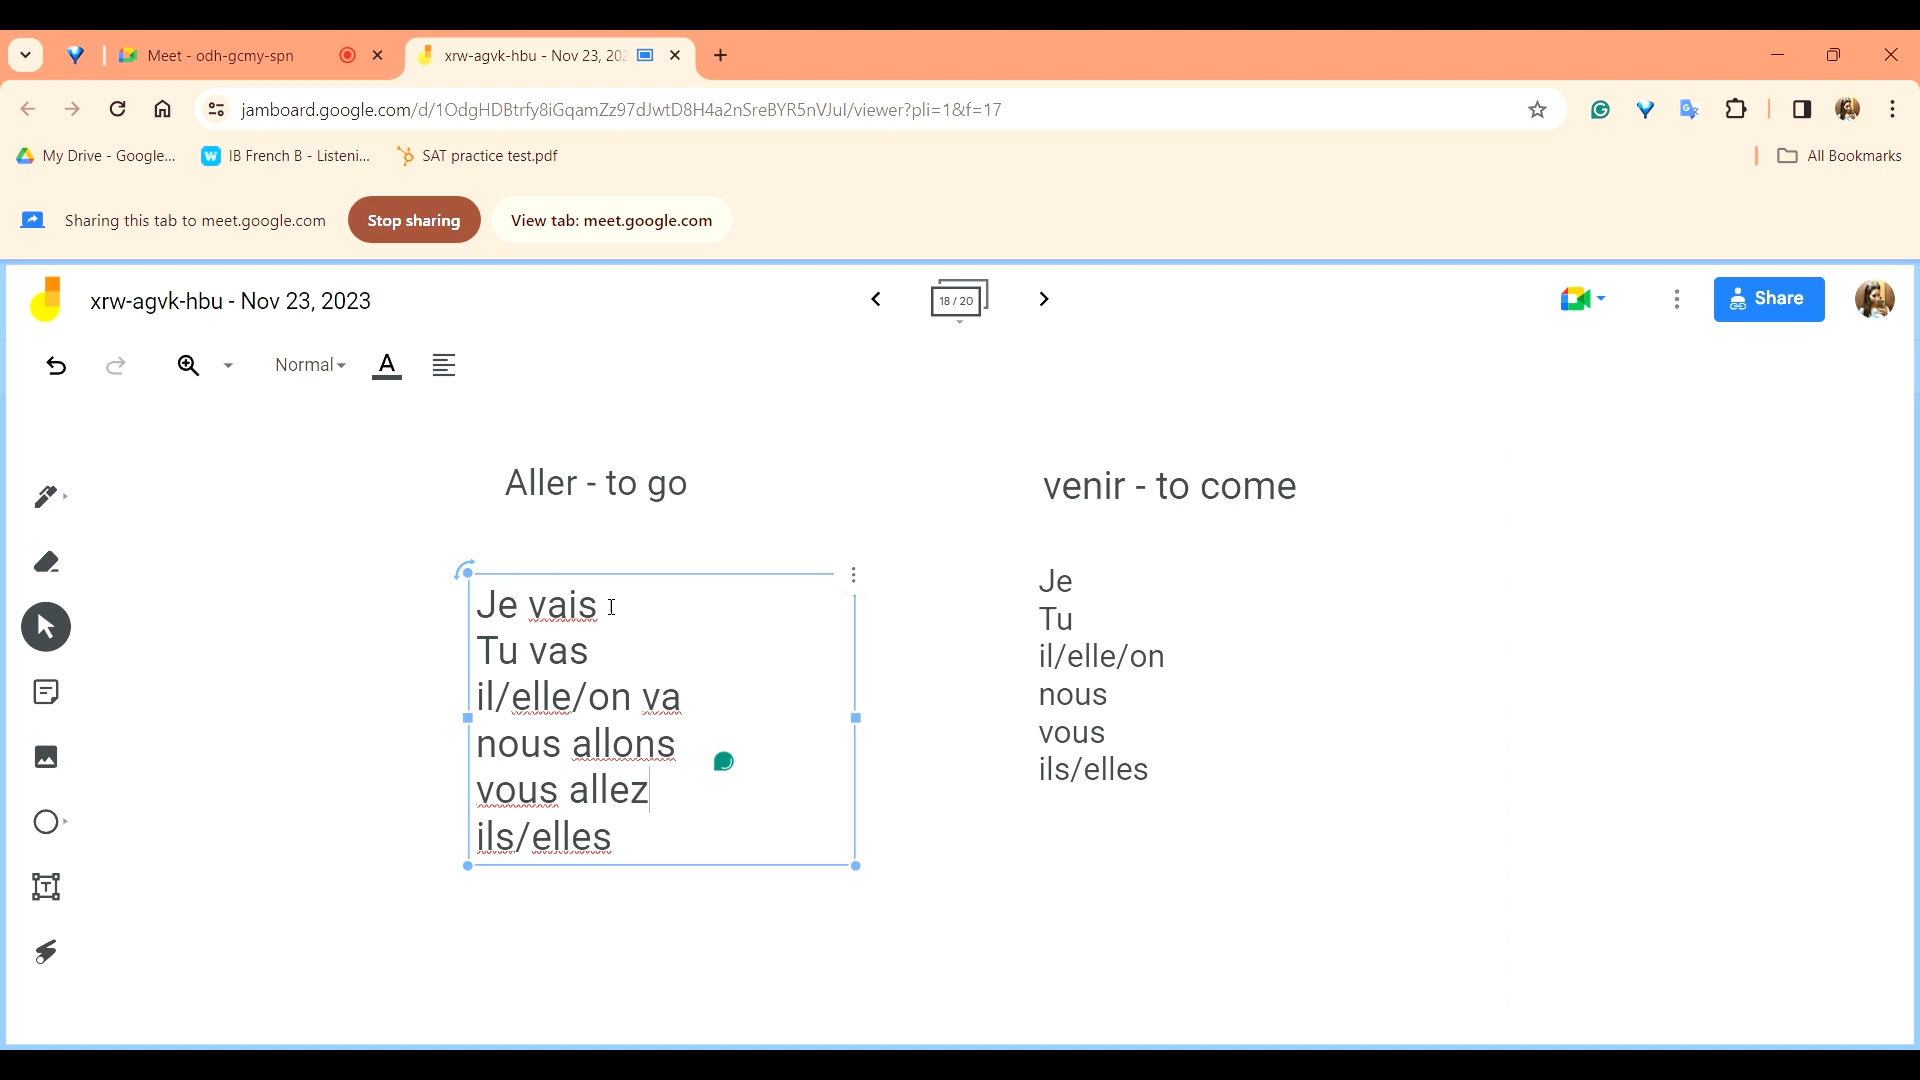 Meet - odh-gcmy-spn
xrw-agvk-hbu - Nov 23, 202
jamboard.google.com/d/1OdgHDBtrfy8iGqamZz97dJwtD8H4a2nSreBYR5nVJuI/viewer?pli=1&f=17
My Drive - Google...
W IB French B - Listeni...
SAT practice test.pdf
All Bookmarks
Sharing this tab to meet.google.com
Stop sharing
View tab: meet.google.com
xrw-agvk-hbu - Nov 23, 2023
18 / 20
Share
Normal
A
Aller - to go
venir - to come
Je vais
Tu vas
il/elle/on va
nous allons
vous allez
ils/elles
Je
Tu
il/elle/on
nous
vous
ils/elles